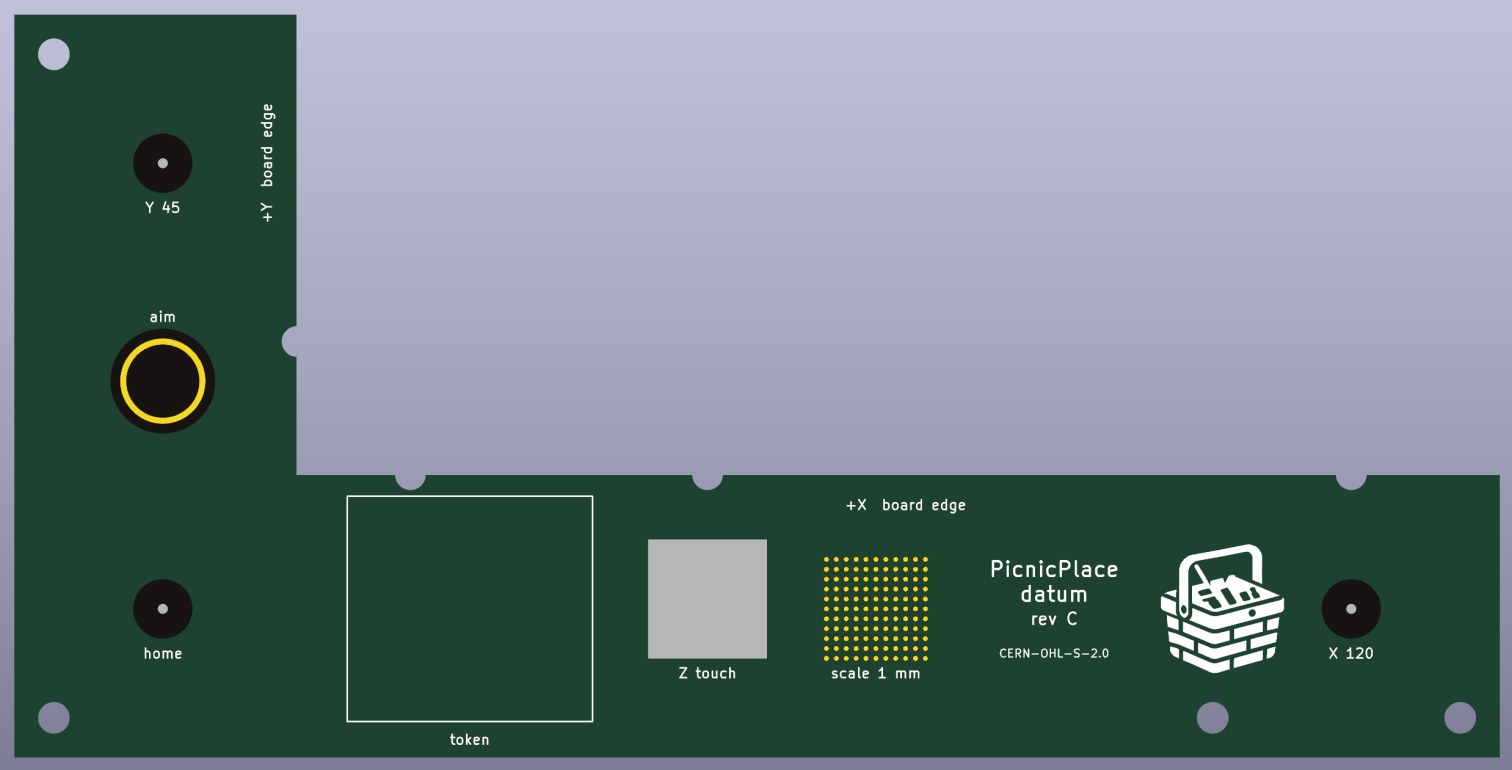 +Y board edge
Y 45
aim
+X board edge
PicnicPlace
datum
rev C
CERN-OHL-S-2.0
home
X 120
Z touch
scale 1 mm
token